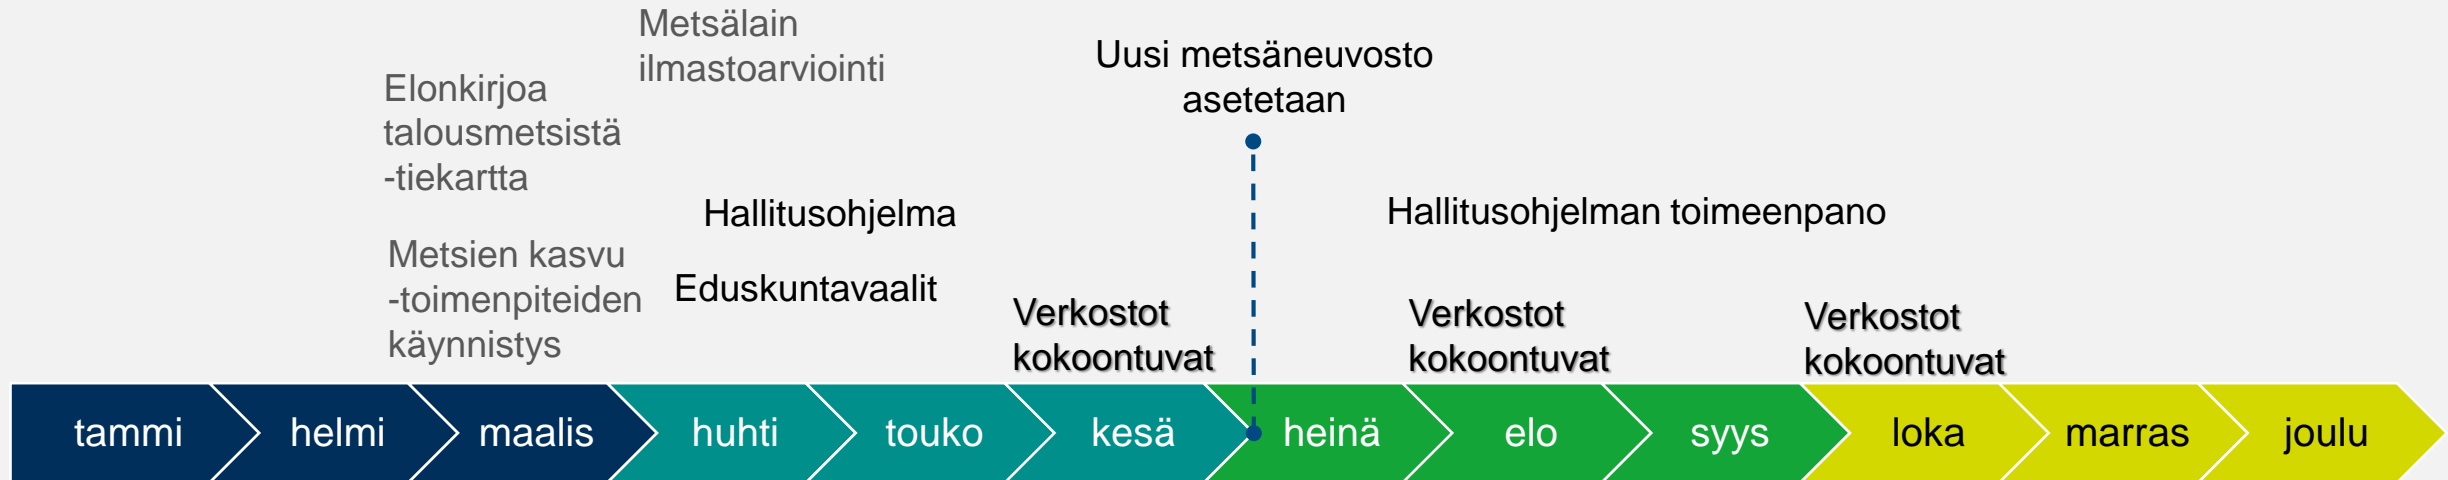 Metsälain
ilmastoarviointi
Elonkirjoa
talousmetsistä
-tiekartta
Uusi metsäneuvosto
asetetaan
Hallitusohjelma
Hallitusohjelman toimeenpano
Metsien kasvu
-toimenpiteiden
käynnistys
Eduskuntavaalit
Verkostot
kokoontuvat
Verkostot
kokoontuvat
Verkostot
kokoontuvat
tammi
helmi
maalis
huhti
touko
kesä
heinä
elo
syys
loka
marras
joulu